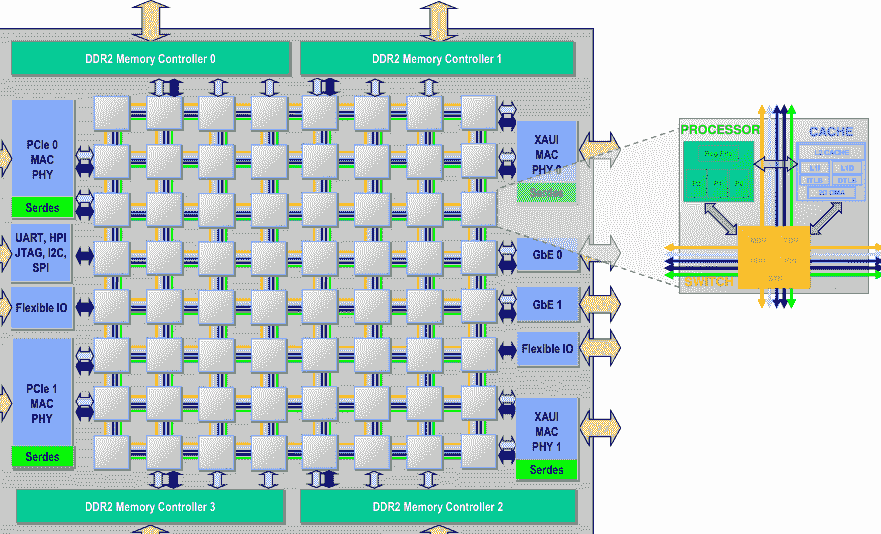 DDR2 Memory Controller 0
DDR2 Memory Controller 1
PCIe 0
MAC
PHY
Serdes
UART, HPI
JTAG, I2C,
SPI
Flexible IO
PCIe 1
MAC
PHY
Serdes
XAUI
MAC
PHY 0
Serdes
GbE 0
GbE 1
Flexible IO
XAUI
MAC
PHY 1
Serdes
DDR2 Memory Controller 3
DDR2 Memory Controller 2
PROCESSOR
CACHE
SWITCH